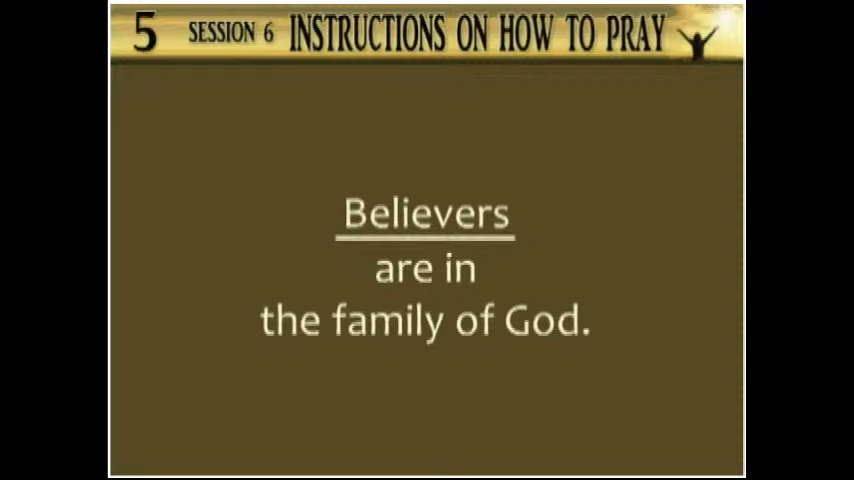 5 SESSION 6 INSTRUCTIONS ON HOW TO PRAY
Believers
are in
the family of God.